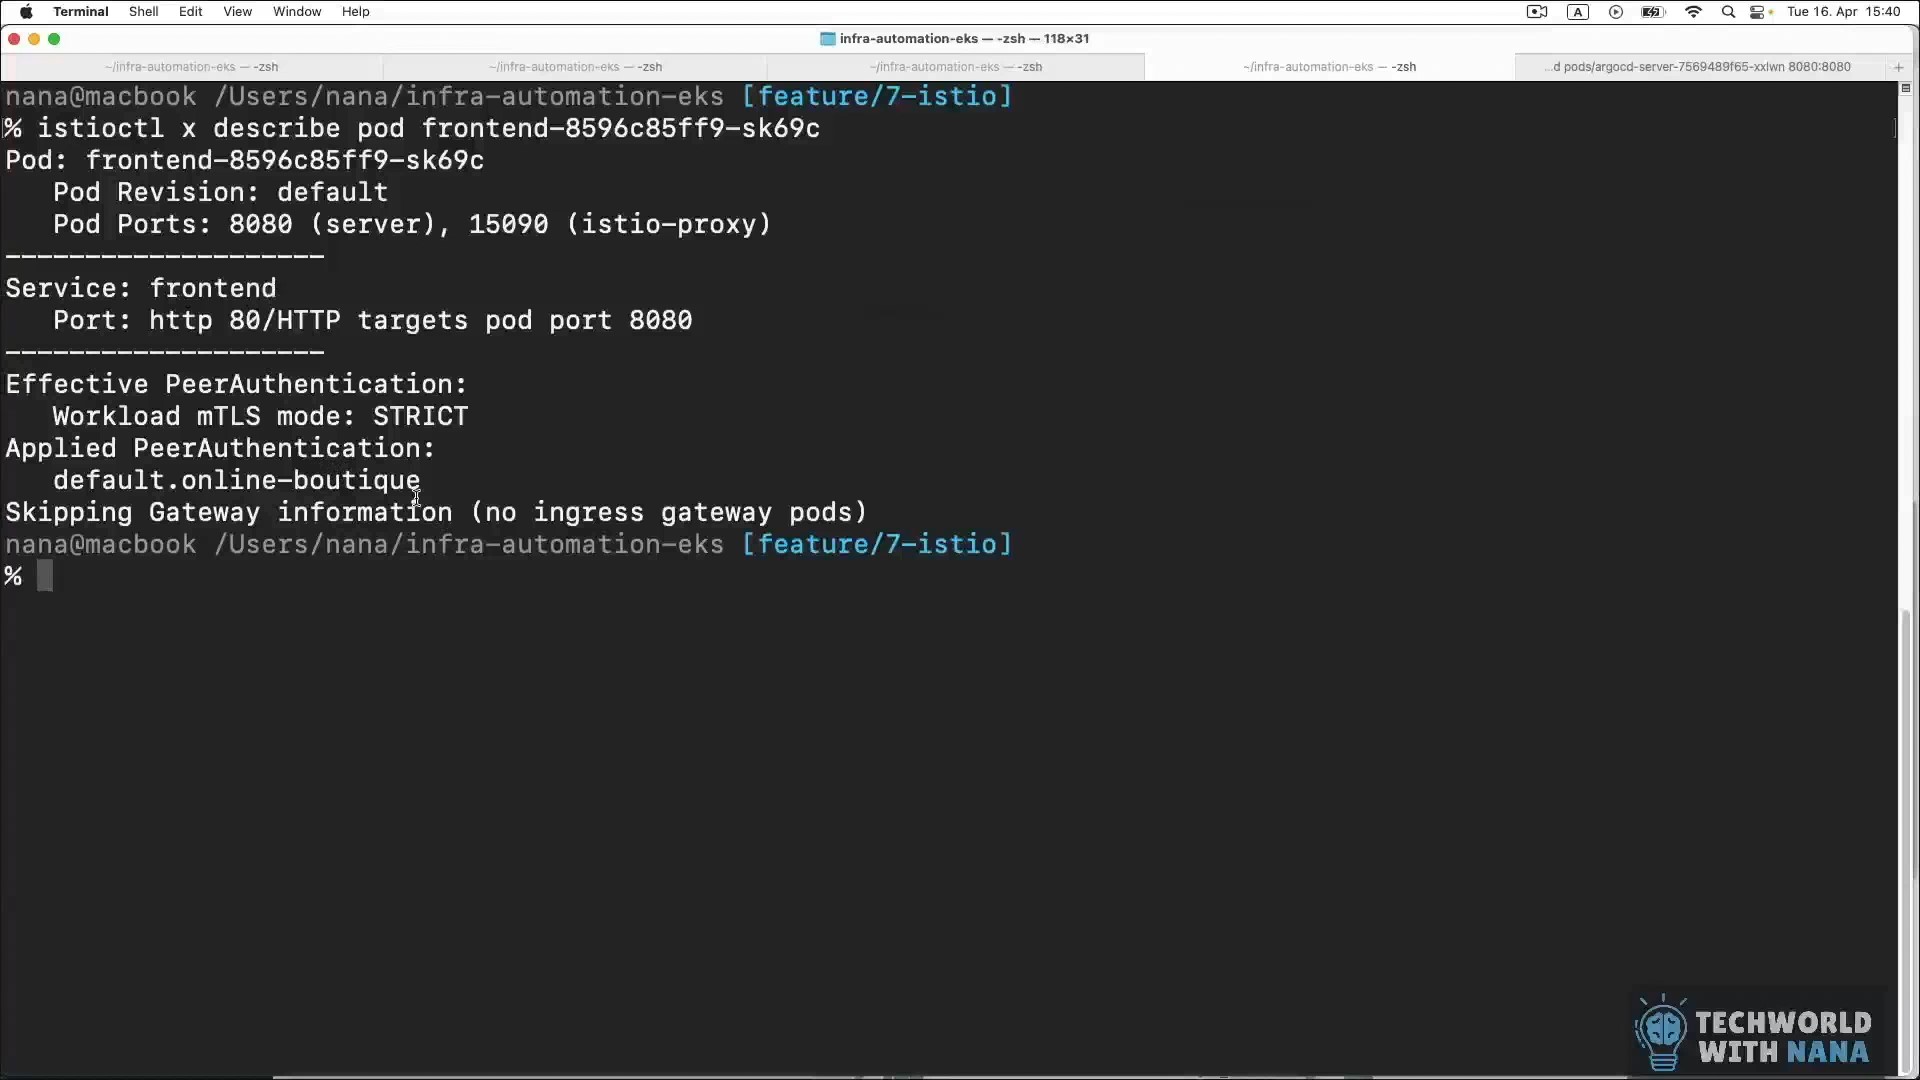 Terminal Shell Edit View Window Help A Tue 16. Apr 15:40
infra-automation-eks — -zsh — 118×31
~/infra-automation-eks — -zsh ~/infra-automation-eks — -zsh ~/infra-automation-eks — -zsh ~/infra-automation-eks — -zsh ...d pods/argocd-server-7569489f65-xxlwn 8080:8080 +
nana@macbook /Users/nana/infra-automation-eks [feature/7-istio]
% istioctl x describe pod frontend-8596c85ff9-sk69c
Pod: frontend-8596c85ff9-sk69c
Pod Revision: default
Pod Ports: 8080 (server), 15090 (istio-proxy)
--------------------
Service: frontend
Port: http 80/HTTP targets pod port 8080
--------------------
Effective PeerAuthentication:
Workload mTLS mode: STRICT
Applied PeerAuthentication:
default.online-boutique
Skipping Gateway information (no ingress gateway pods)
nana@macbook /Users/nana/infra-automation-eks [feature/7-istio]
%
TECHWORLD
WITH NANA